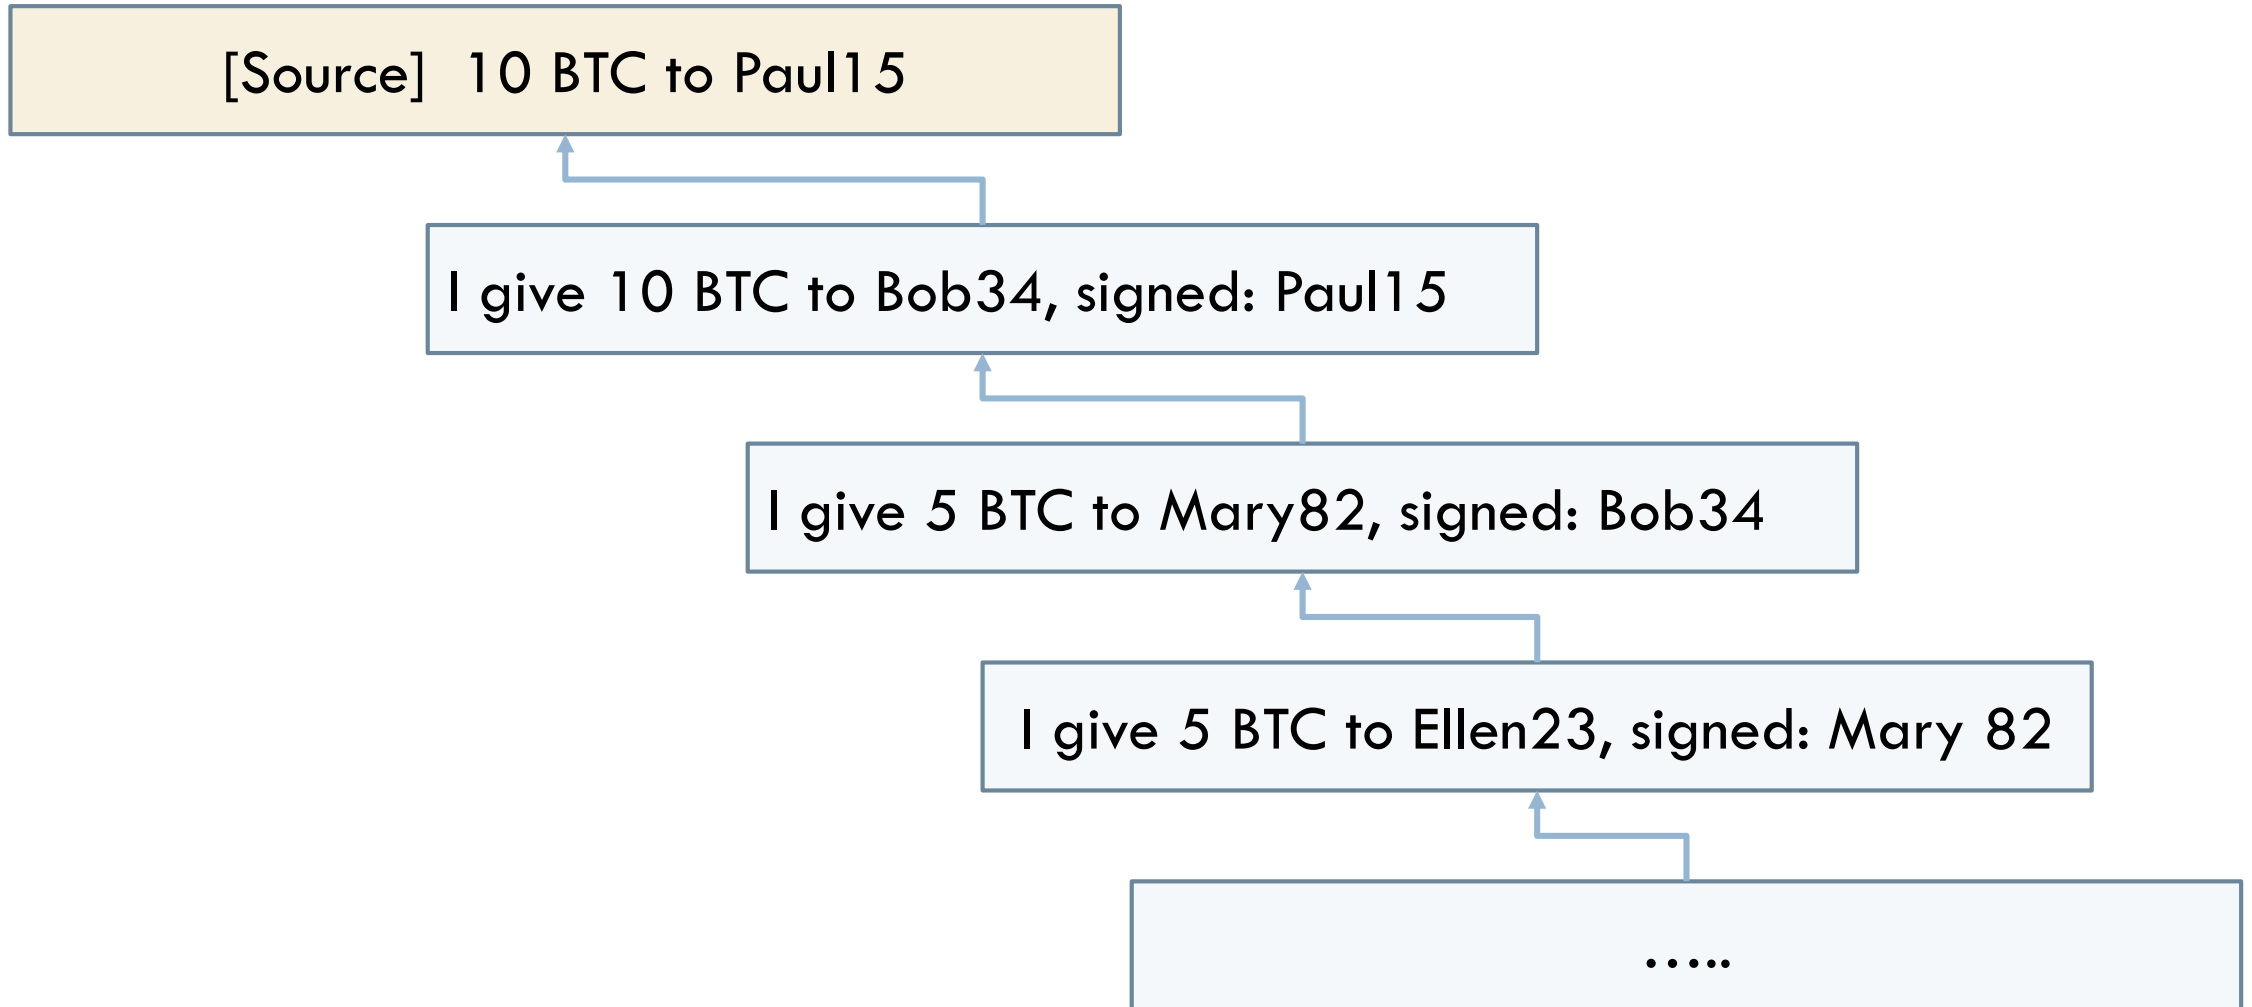 [Source]  10 BTC to Paul15
I give 10 BTC to Bob34, signed: Paul15
I give 5 BTC to Mary82, signed: Bob34
I give 5 BTC to Ellen23, signed: Mary 82
…..